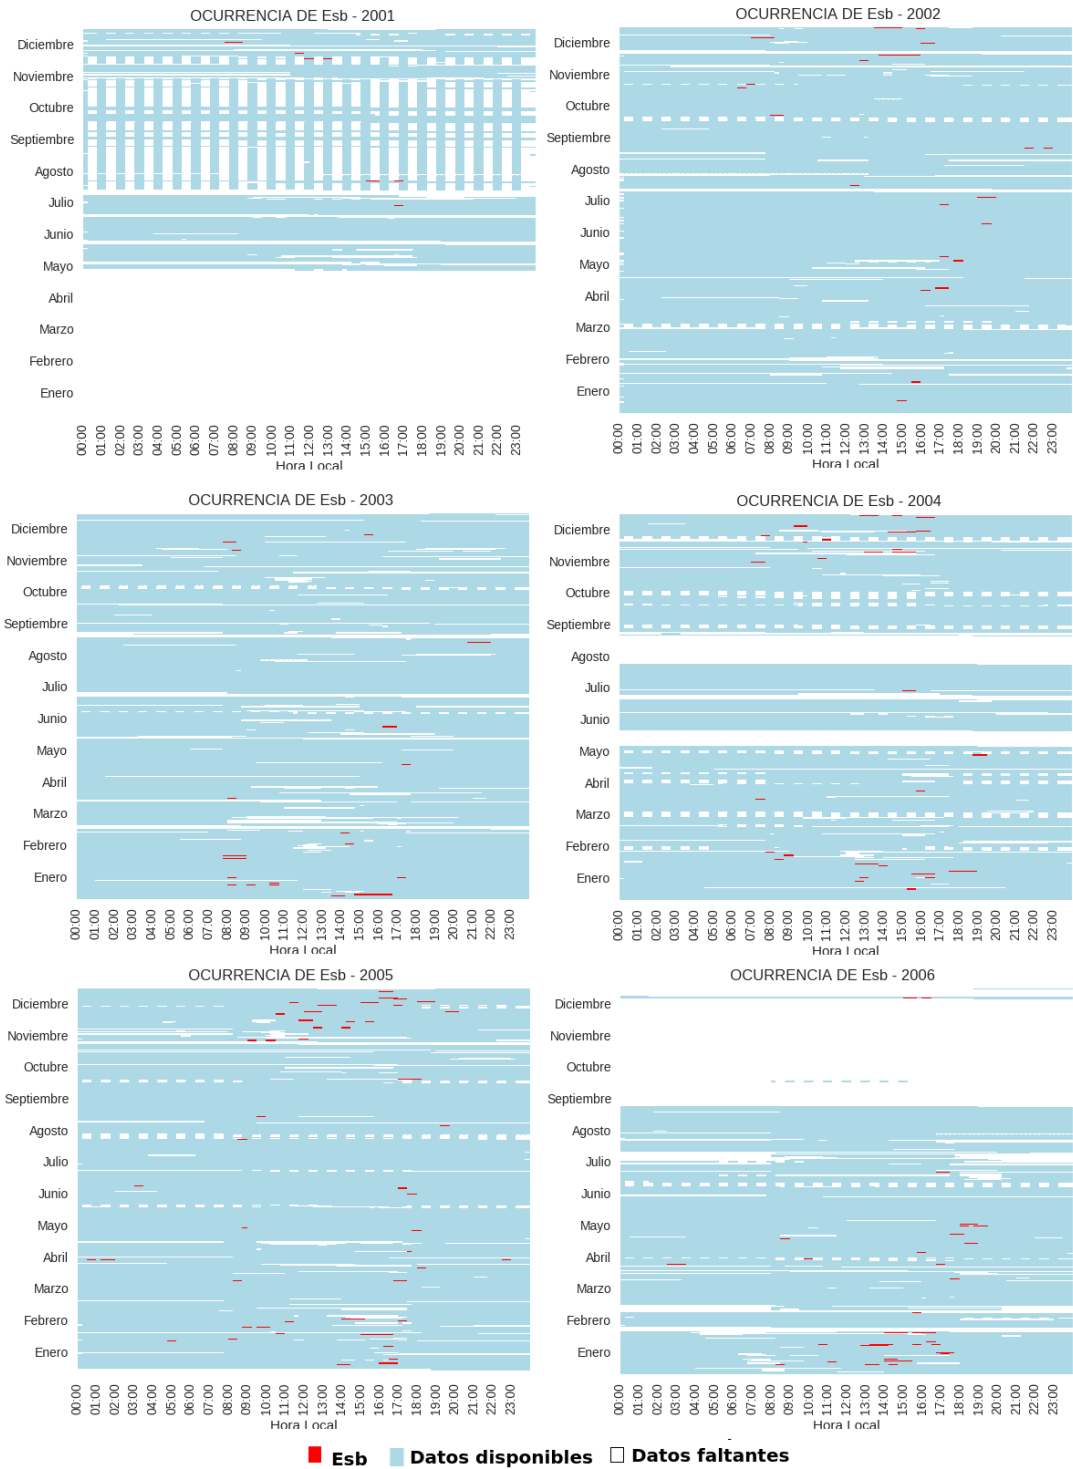 OCURRENCIA DE Esb - 2001
Diciembre
Noviembre
Octubre
Septiembre
Agosto
Julio
Junio
Mayo
Abril
Marzo
Febrero
Enero
00:00 01:00 02:00 03:00 04:00 05:00 06:00 07:00 08:00 09:00 10:00 11:00 12:00 13:00 14:00 15:00 16:00 17:00 18:00 19:00 20:00 21:00 22:00 23:00
Hora Local
OCURRENCIA DE Esb - 2002
Diciembre
Noviembre
Octubre
Septiembre
Agosto
Julio
Junio
Mayo
Abril
Marzo
Febrero
Enero
00:00 01:00 02:00 03:00 04:00 05:00 06:00 07:00 08:00 09:00 10:00 11:00 12:00 13:00 14:00 15:00 16:00 17:00 18:00 19:00 20:00 21:00 22:00 23:00
Hora Local
OCURRENCIA DE Esb - 2003
Diciembre
Noviembre
Octubre
Septiembre
Agosto
Julio
Junio
Mayo
Abril
Marzo
Febrero
Enero
00:00 01:00 02:00 03:00 04:00 05:00 06:00 07:00 08:00 09:00 10:00 11:00 12:00 13:00 14:00 15:00 16:00 17:00 18:00 19:00 20:00 21:00 22:00 23:00
Hora Local
OCURRENCIA DE Esb - 2004
Diciembre
Noviembre
Octubre
Septiembre
Agosto
Julio
Junio
Mayo
Abril
Marzo
Febrero
Enero
00:00 01:00 02:00 03:00 04:00 05:00 06:00 07:00 08:00 09:00 10:00 11:00 12:00 13:00 14:00 15:00 16:00 17:00 18:00 19:00 20:00 21:00 22:00 23:00
Hora Local
OCURRENCIA DE Esb - 2005
Diciembre
Noviembre
Octubre
Septiembre
Agosto
Julio
Junio
Mayo
Abril
Marzo
Febrero
Enero
00:00 01:00 02:00 03:00 04:00 05:00 06:00 07:00 08:00 09:00 10:00 11:00 12:00 13:00 14:00 15:00 16:00 17:00 18:00 19:00 20:00 21:00 22:00 23:00
Hora Local
OCURRENCIA DE Esb - 2006
Diciembre
Noviembre
Octubre
Septiembre
Agosto
Julio
Junio
Mayo
Abril
Marzo
Febrero
Enero
00:00 01:00 02:00 03:00 04:00 05:00 06:00 07:00 08:00 09:00 10:00 11:00 12:00 13:00 14:00 15:00 16:00 17:00 18:00 19:00 20:00 21:00 22:00 23:00
Hora Local
Esb Datos disponibles Datos faltantes